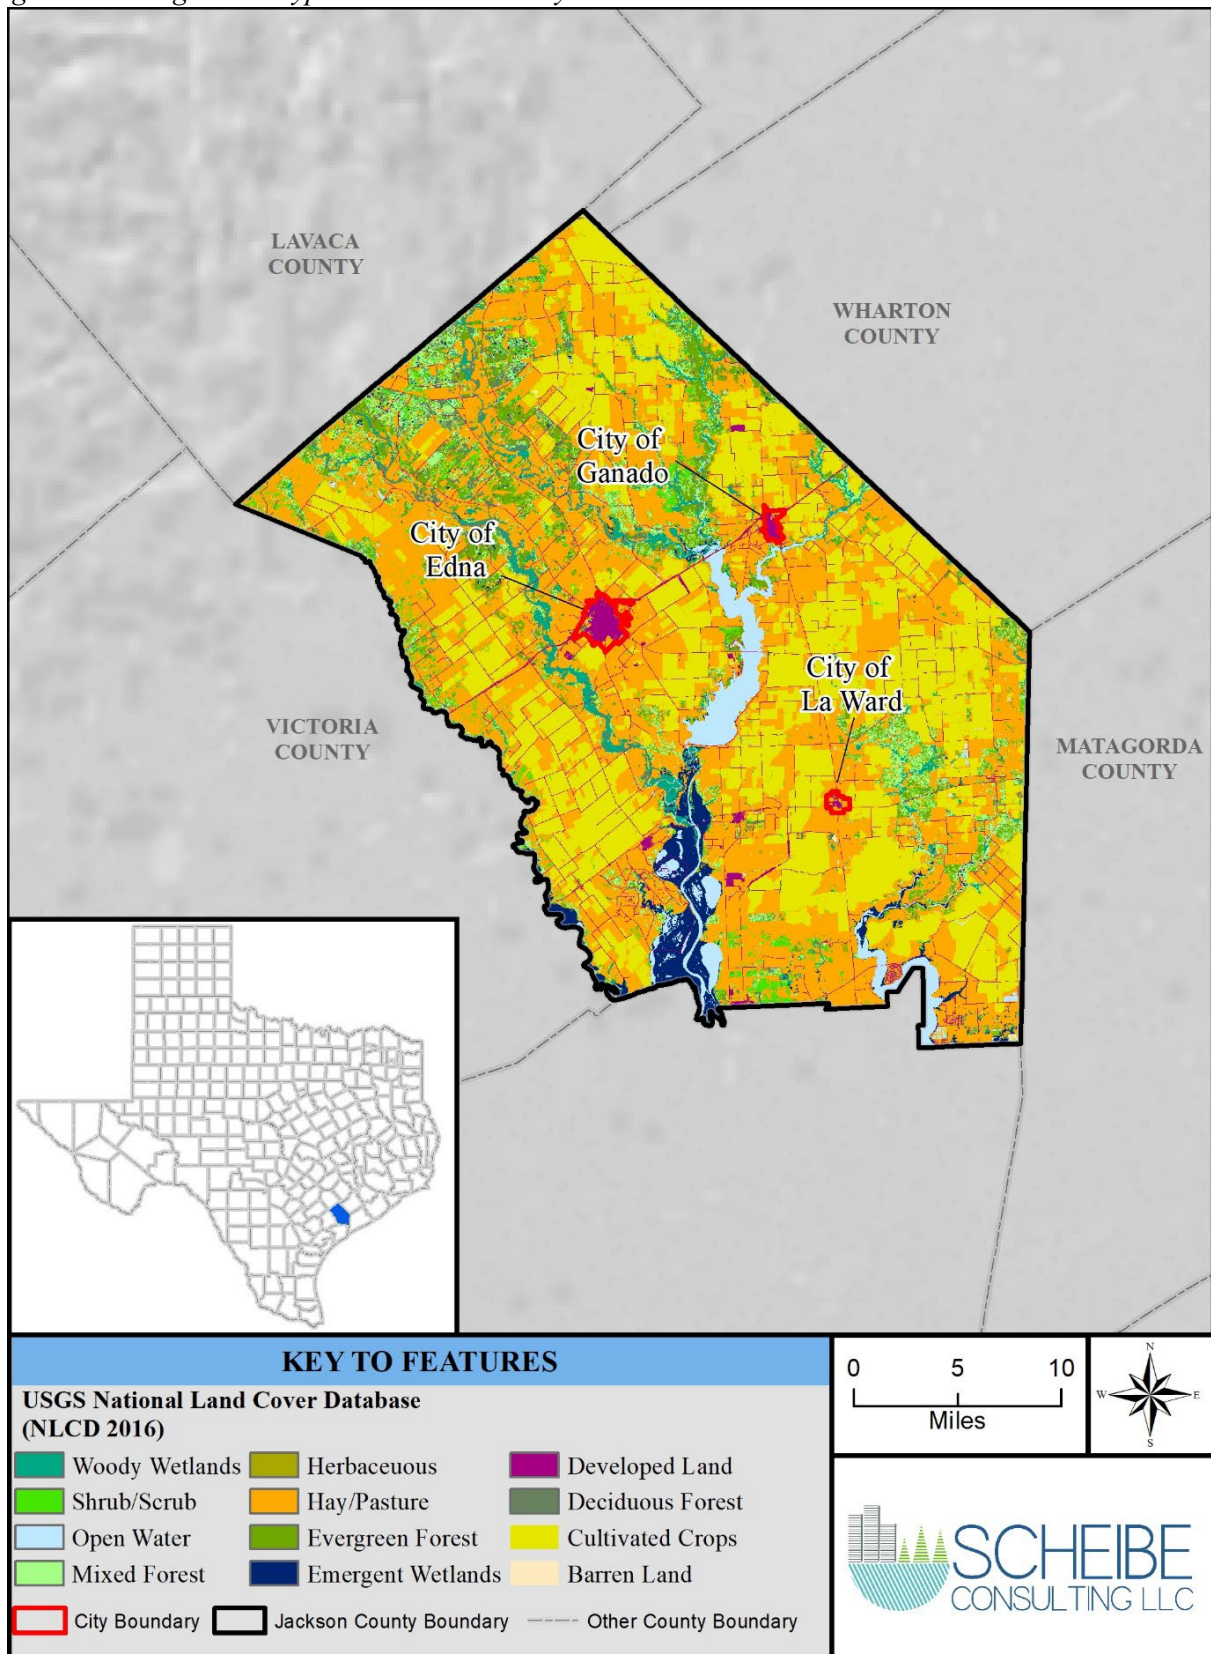 LAVACA
COUNTY
WHARTON
COUNTY
City of
Ganado
City of
Edna
City of
La Ward
VICTORIA
COUNTY
MATAGORDA
COUNTY
KEY TO FEATURES
USGS National Land Cover Database
(NLCD 2016)
Woody Wetlands
Herbaceuous
Developed Land
Shrub/Scrub
Hay/Pasture
Deciduous Forest
Open Water
Evergreen Forest
Cultivated Crops
Mixed Forest
Emergent Wetlands
Barren Land
City Boundary
Jackson County Boundary
Other County Boundary
0 5 10
Miles
N
W E
S
SCHEIBE
CONSULTING LLC